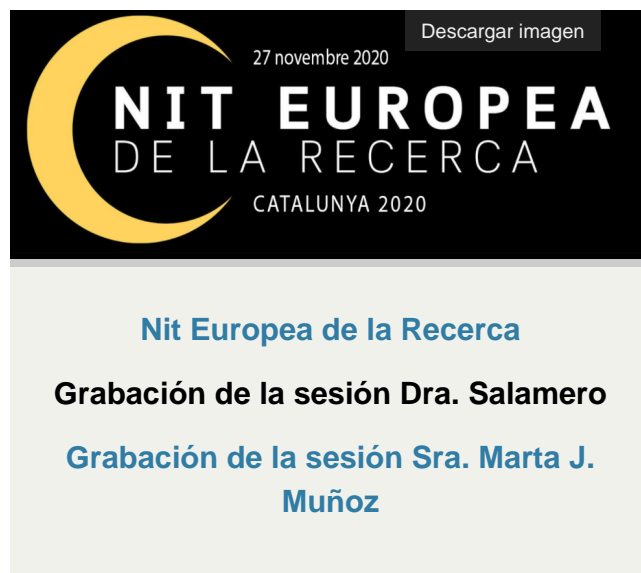 Descargar imagen
27 novembre 2020
NIT EUROPEA
DE LA RECERCA
CATALUNYA 2020
Nit Europea de la Recerca
Grabación de la sesión Dra. Salamero
Grabación de la sesión Sra. Marta J.
Muñoz